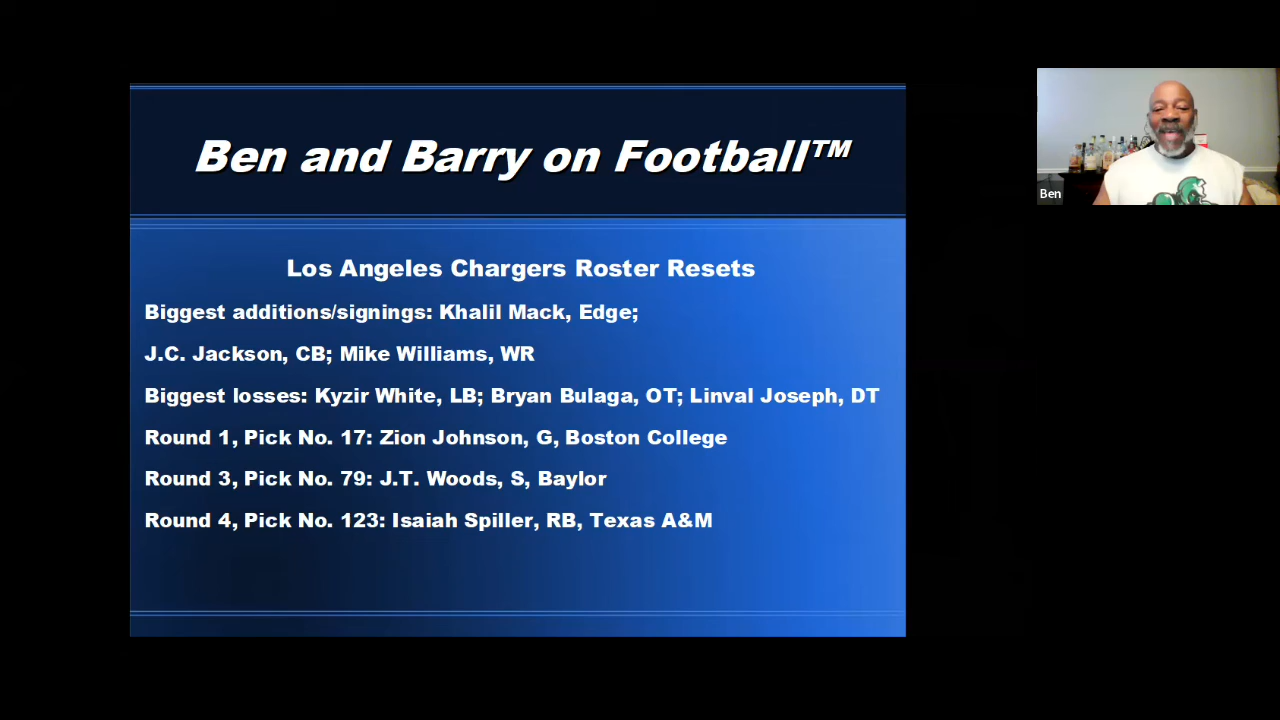 Ben and Barry on Football™
Los Angeles Chargers Roster Resets
Biggest additions/signings: Khalil Mack, Edge;
J.C. Jackson, CB; Mike Williams, WR
Biggest losses: Kyzir White, LB; Bryan Bulaga, OT; Linval Joseph, DT
Round 1, Pick No. 17: Zion Johnson, G, Boston College
Round 3, Pick No. 79: J.T. Woods, S, Baylor
Round 4, Pick No. 123: Isaiah Spiller, RB, Texas A&M
Ben